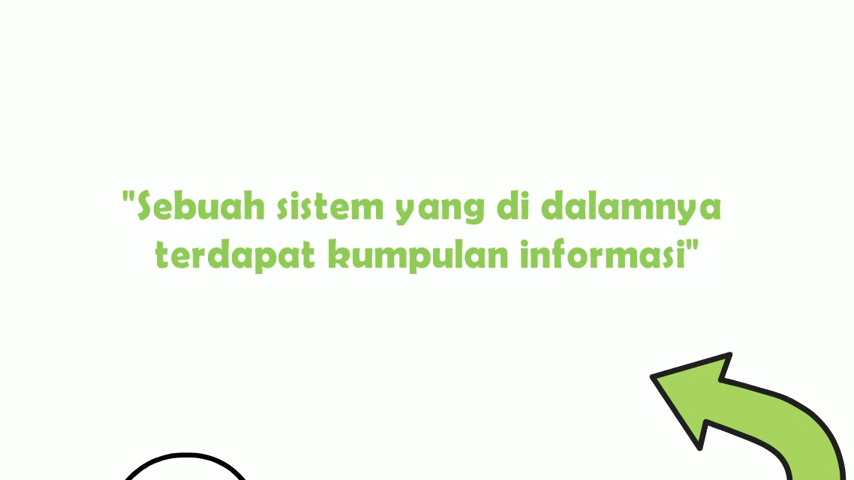 "Sebuah sistem yang di dalamnya
terdapat kumpulan informasi"